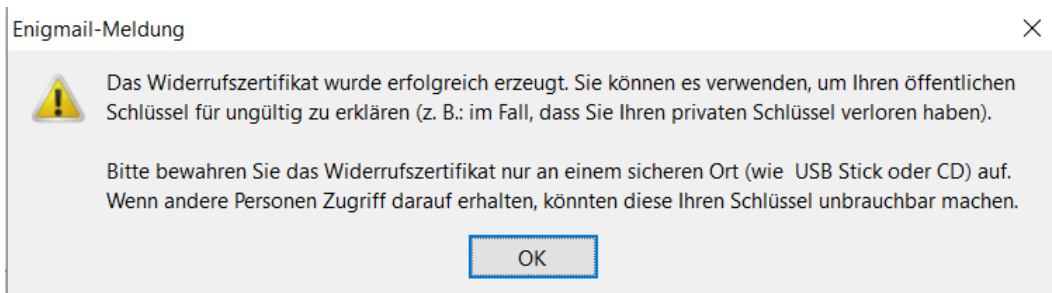 Enigmail-Meldung
Das Widerrufszertifikat wurde erfolgreich erzeugt. Sie können es verwenden, um Ihren öffentlichen
Schlüssel für ungültig zu erklären (z. B.: im Fall, dass Sie Ihren privaten Schlüssel verloren haben).
Bitte bewahren Sie das Widerrufszertifikat nur an einem sicheren Ort (wie  USB Stick oder CD) auf.
Wenn andere Personen Zugriff darauf erhalten, könnten diese Ihren Schlüssel unbrauchbar machen.
OK